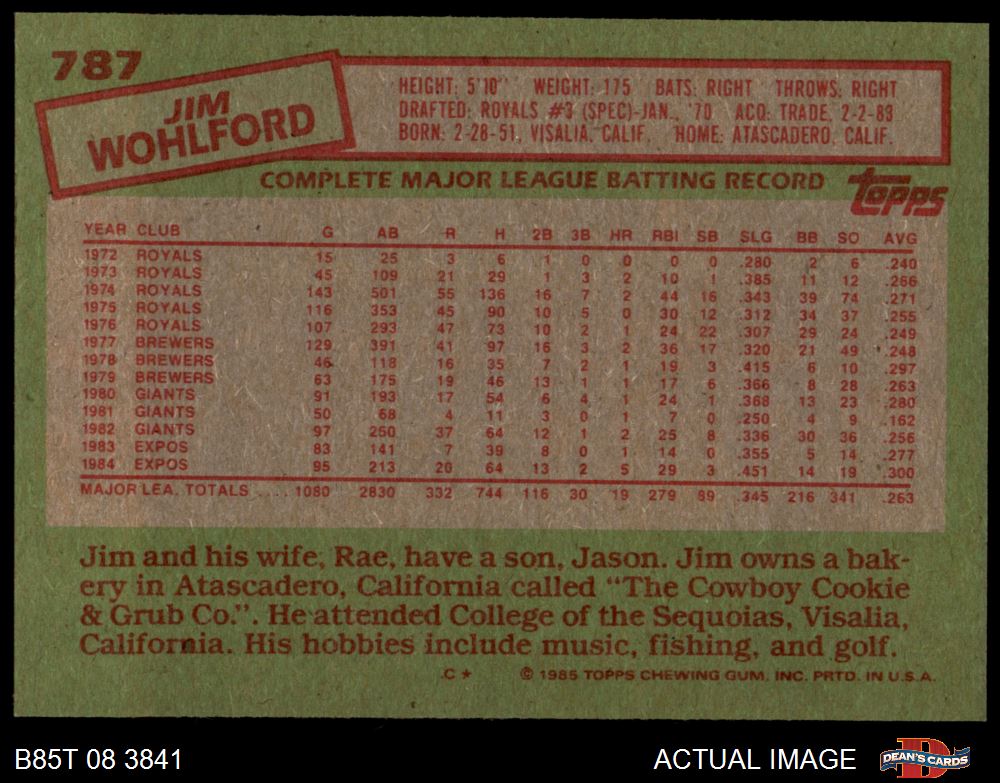 787
JIM
WOHLFORD
HEIGHT: 5'10" WEIGHT: 175 BATS: RIGHT THROWS: RIGHT
DRAFTED: ROYALS #3 (SPEC)-JAN., '70 ACQ: TRADE, 2-2-83
BORN: 2-28-51, VISALIA, CALIF. HOME: ATASCADERO, CALIF.
COMPLETE MAJOR LEAGUE BATTING RECORD
topps
YEAR CLUB G AB R H 2B 3B HR RBI SB SLG BB SO AVG
1972 ROYALS 15 25 3 6 1 0 0 0 0 .280 2 6 .240
1973 ROYALS 45 109 21 29 1 3 2 10 1 .385 11 12 .266
1974 ROYALS 143 501 55 136 16 7 2 44 16 .343 39 74 .271
1975 ROYALS 116 353 45 90 10 5 0 30 12 .312 34 37 .255
1976 ROYALS 107 293 47 73 10 2 1 24 22 .307 29 24 .249
1977 BREWERS 129 391 41 97 16 3 2 36 17 .320 21 49 .248
1978 BREWERS 46 118 16 35 7 2 1 19 3 .415 6 10 .297
1979 BREWERS 63 175 19 46 13 1 1 17 6 .366 8 28 .263
1980 GIANTS 91 193 17 54 6 4 1 24 1 .368 13 23 .280
1981 GIANTS 50 68 4 11 3 0 1 7 0 .250 4 9 .162
1982 GIANTS 97 250 37 64 12 1 2 25 8 .336 30 36 .256
1983 EXPOS 83 141 7 39 8 0 1 14 0 .355 5 14 .277
1984 EXPOS 95 213 20 64 13 2 5 29 3 .451 14 19 .300
MAJOR LEA. TOTALS .... 1080 2830 332 744 116 30 19 279 89 .345 216 341 .263
Jim and his wife, Rae, have a son, Jason. Jim owns a bak-
ery in Atascadero, California called “The Cowboy Cookie
& Grub Co.”. He attended College of the Sequoias, Visalia,
California. His hobbies include music, fishing, and golf.
C * © 1985 TOPPS CHEWING GUM, INC. PRTD. IN U.S.A.
B85T 08 3841 ACTUAL IMAGE DEAN'S CARDS